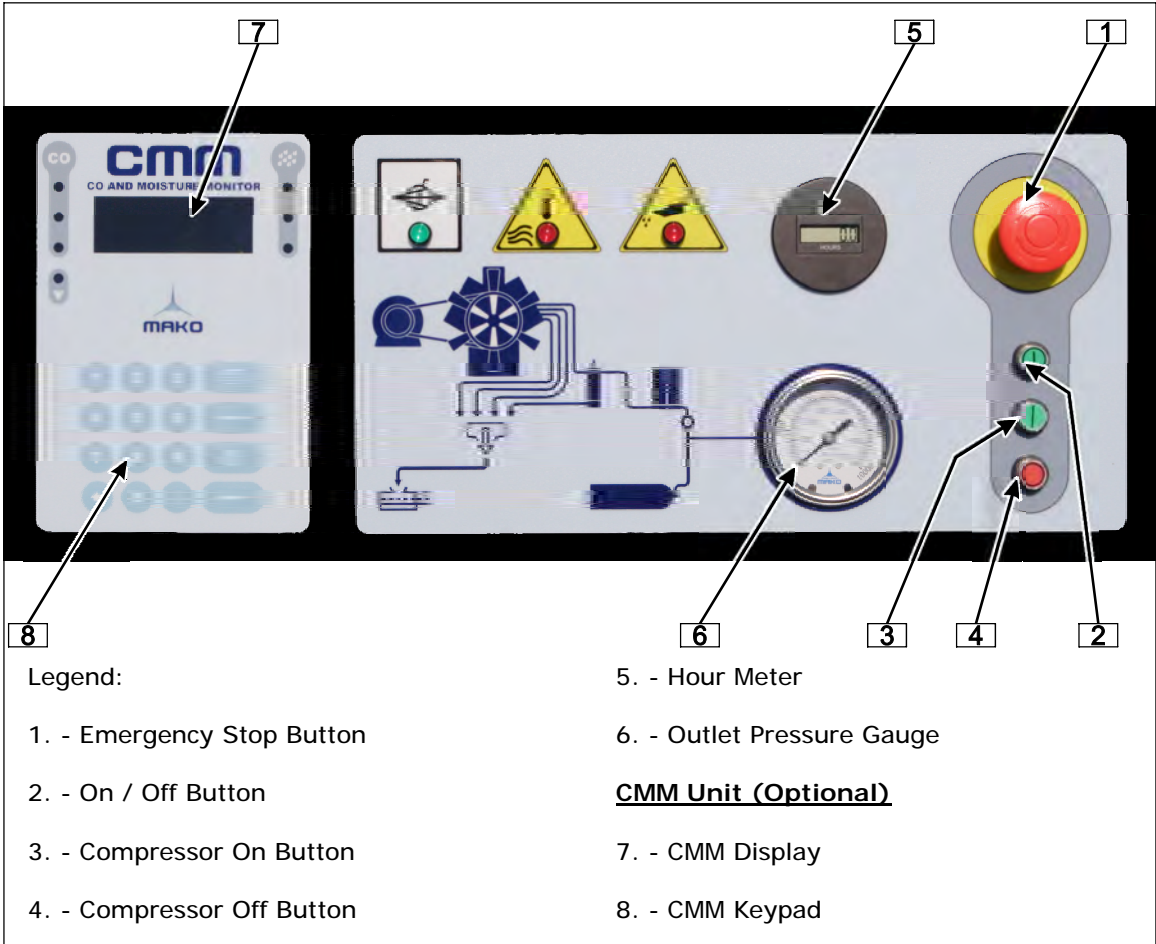 7
5
1
CO
CMM
CO AND MOISTURE MONITOR
HOURS
MAKO
MAKO
8
6
3
4
2
Legend:
1. - Emergency Stop Button
2. - On / Off Button
3. - Compressor On Button
4. - Compressor Off Button
5. - Hour Meter
6. - Outlet Pressure Gauge
CMM Unit (Optional)
7. - CMM Display
8. - CMM Keypad